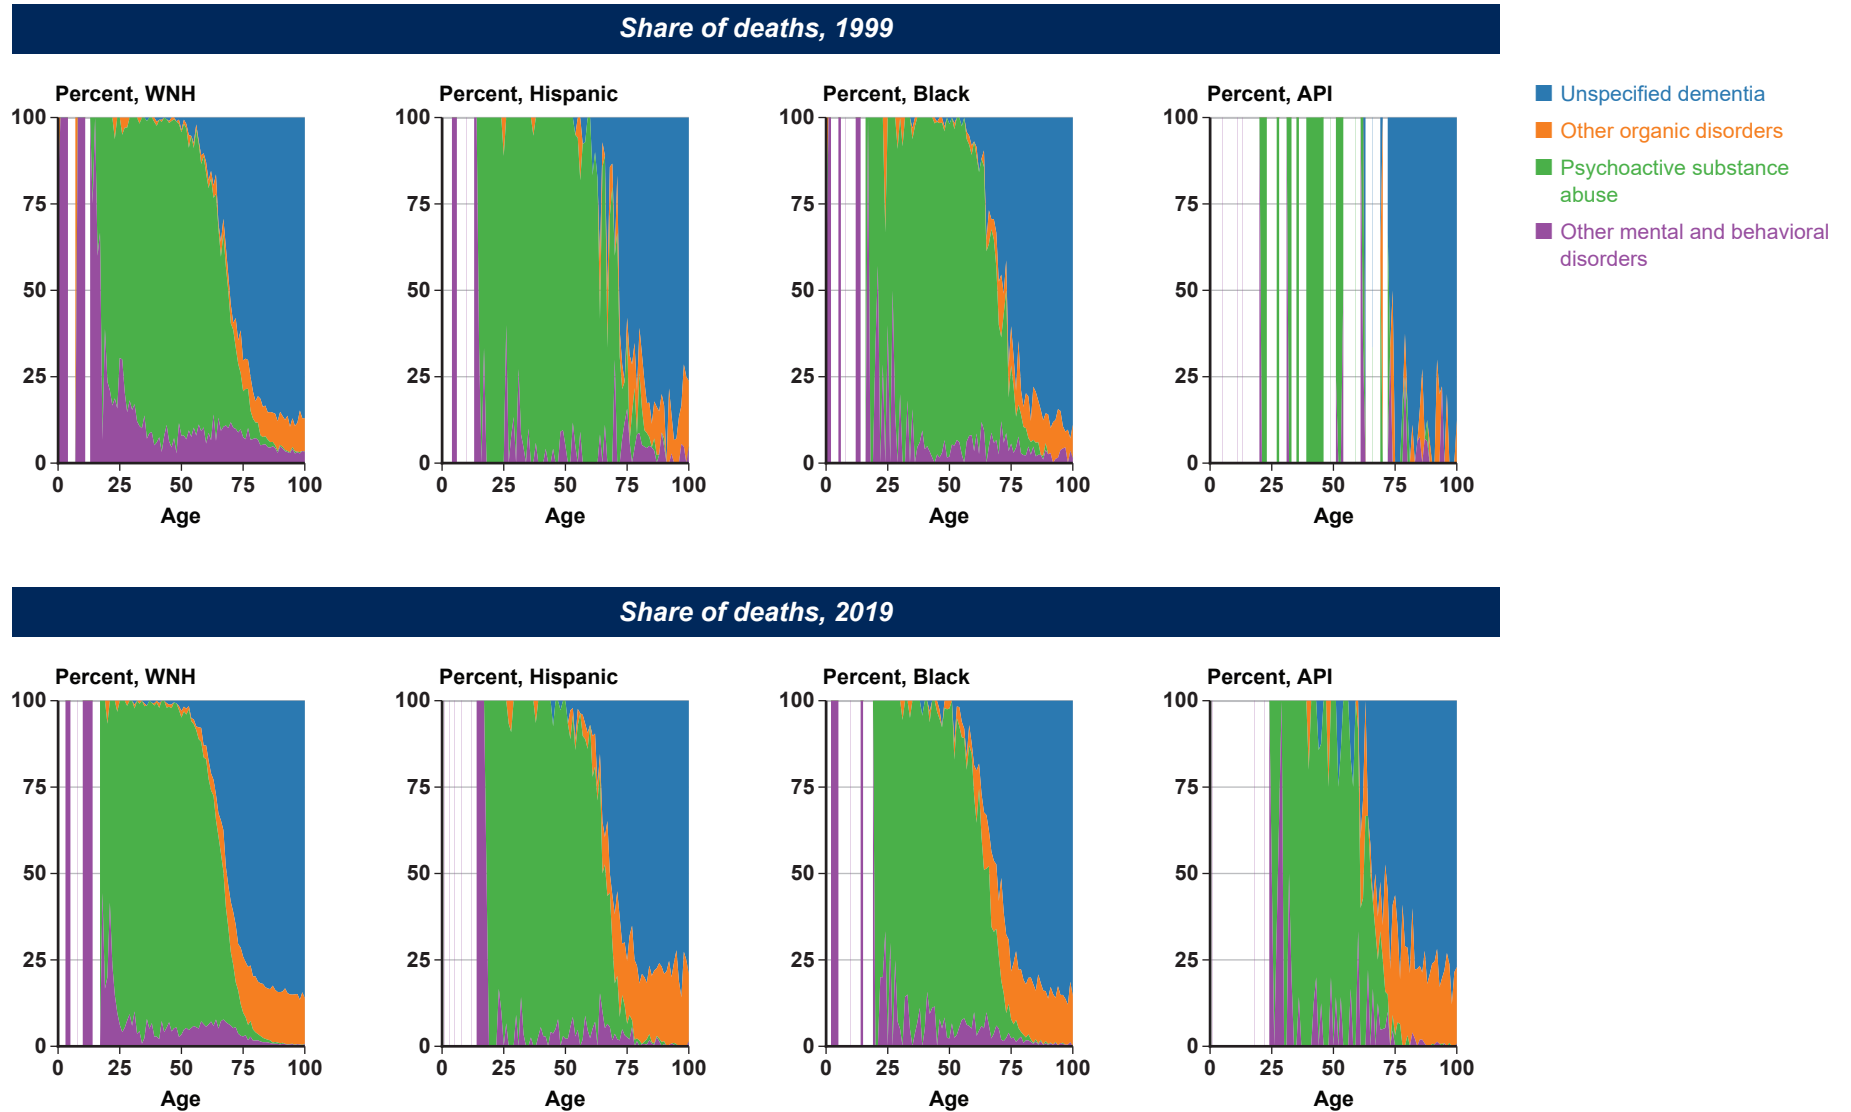 Share of deaths, 1999
Percent, WNH
Percent, Hispanic
Percent, Black
Percent, API
100
75
50
25
0
0 25 50 75 100
Age
100
75
50
25
0
0 25 50 75 100
Age
100
75
50
25
0
0 25 50 75 100
Age
100
75
50
25
0
0 25 50 75 100
Age
Unspecified dementia
Other organic disorders
Psychoactive substance
abuse
Other mental and behavioral
disorders
Share of deaths, 2019
Percent, WNH
Percent, Hispanic
Percent, Black
Percent, API
100
75
50
25
0
0 25 50 75 100
Age
100
75
50
25
0
0 25 50 75 100
Age
100
75
50
25
0
0 25 50 75 100
Age
100
75
50
25
0
0 25 50 75 100
Age